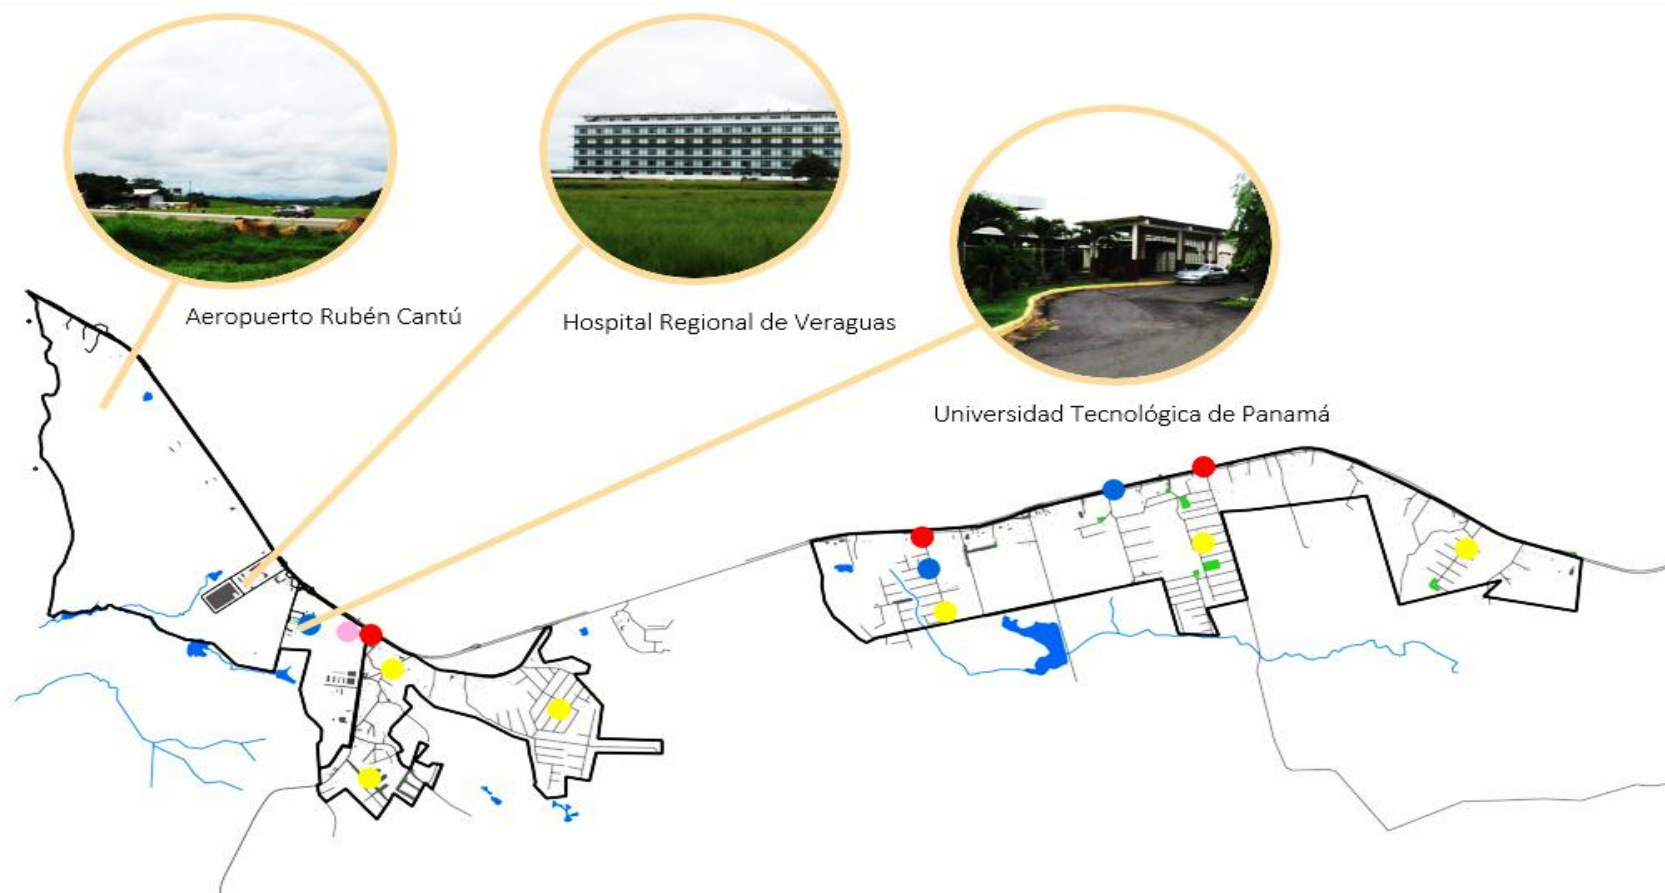 Aeropuerto Rubén Cantú
Hospital Regional de Veraguas
Universidad Tecnológica de Panamá